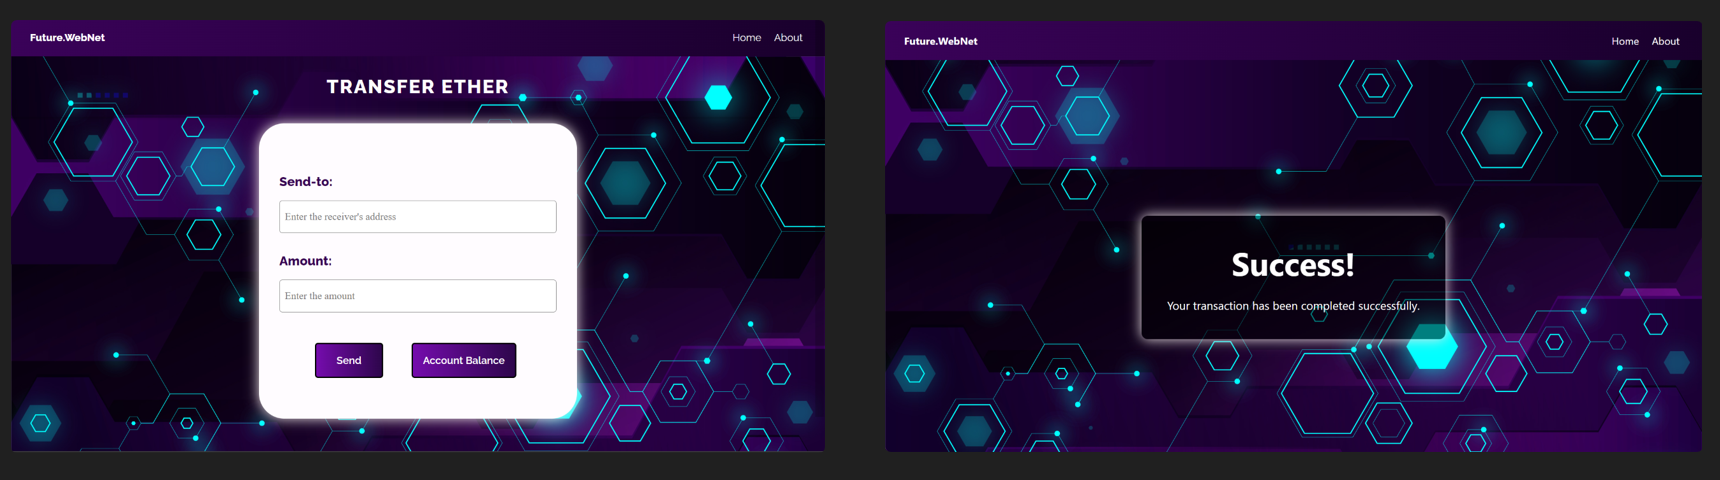 Future.WebNet
Home About
TRANSFER ETHER
Send-to:
Enter the receiver's address
Amount:
Enter the amount
Send
Account Balance
Future.WebNet
Home About
Success!
Your transaction has been completed successfully.